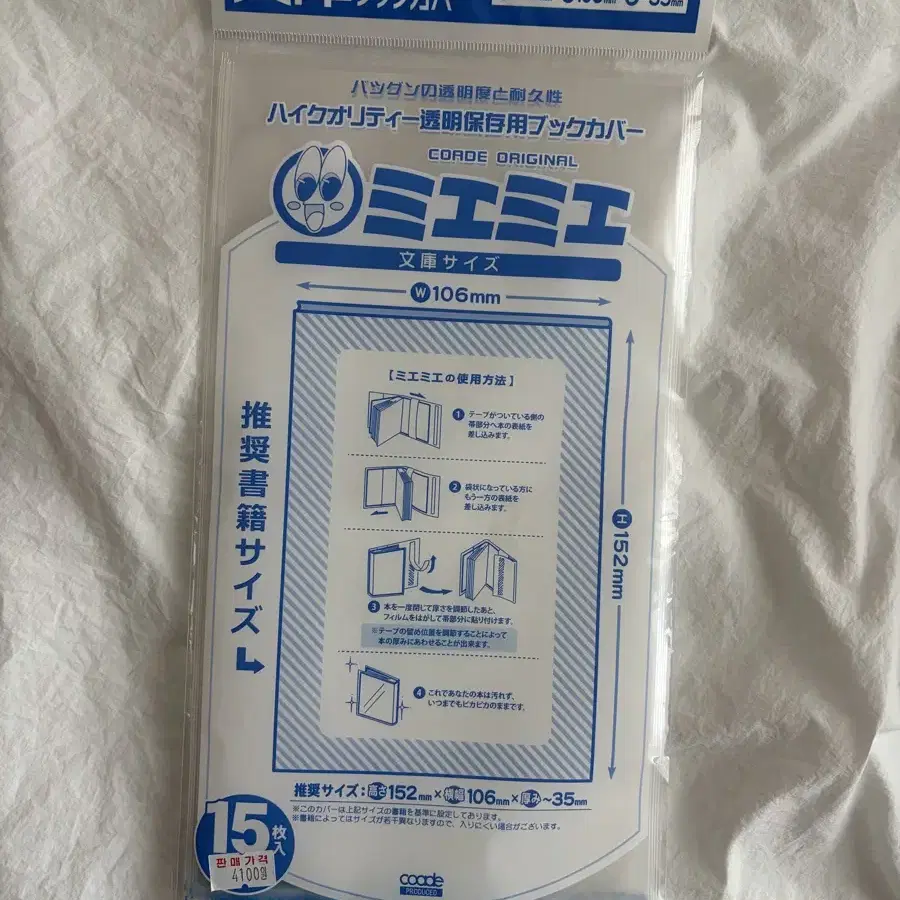 ブックカバー
バツグンの透明度と耐久性
ハイクオリティー透明保存用ブックカバー
COADE ORIGINAL
ミエミエ
文庫サイズ
W 106mm
H 152mm
推奨書籍サイズ
【ミエミエの使用方法】
1 テープがついている側の
帯部分へ本の表紙を
差し込みます。
2 袋状になっている方に
もう一方の表紙を
差し込みます。
3 本を一度閉じて厚さを調節したあと、
フィルムをはがして帯部分に貼り付けます。
※テープの留め位置を調節することによって
本の厚みにあわせることが出来ます。
4 これであなたの本は汚れず、
いつまでもピカピカのままです。
推奨サイズ:高さ152mm×横幅106mm×厚み~35mm
※このカバーは上記サイズの書籍を基準に設定しております。
※書籍によってはサイズが若干異なりますので、入りにくい場合がございます。
15枚入
판매가격
4100원
coade
PRODUCED